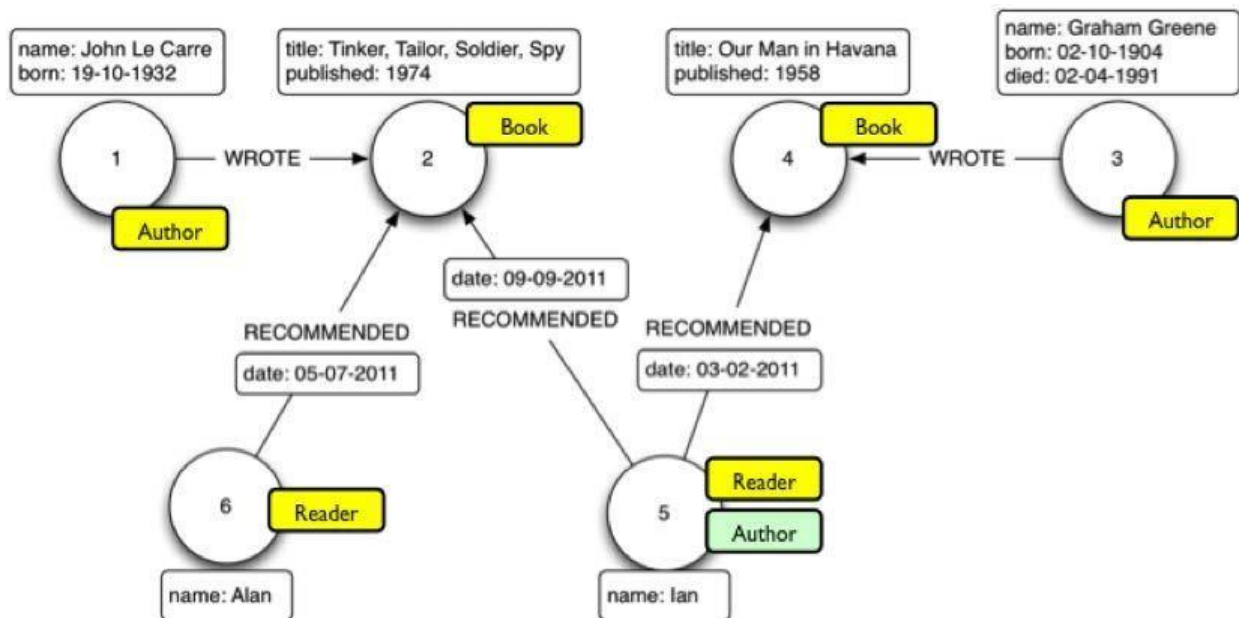 name: John Le Carre
born: 19-10-1932
title: Tinker, Tailor, Soldier, Spy
published: 1974
title: Our Man in Havana
published: 1958
name: Graham Greene
born: 02-10-1904
died: 02-04-1991
1
WROTE
2
Book
4
Book
WROTE
3
Author
Author
date: 09-09-2011
RECOMMENDED
RECOMMENDED
date: 05-07-2011
RECOMMENDED
date: 03-02-2011
6
Reader
5
Reader
Author
name: Alan
name: Ian